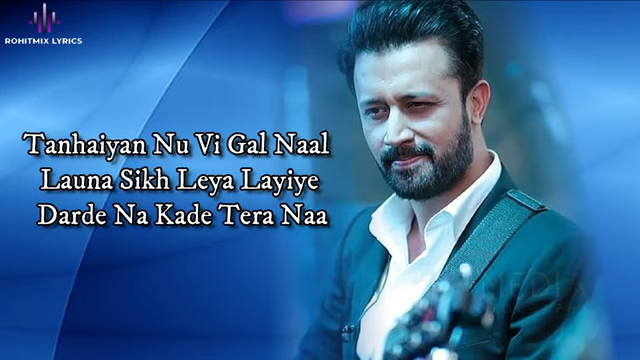 ROHITMIX LYRICS
Tanhaiyan Nu Vi Gal Naal
Launa Sikh Leya Layiye
Darde Na Kade Tera Naa